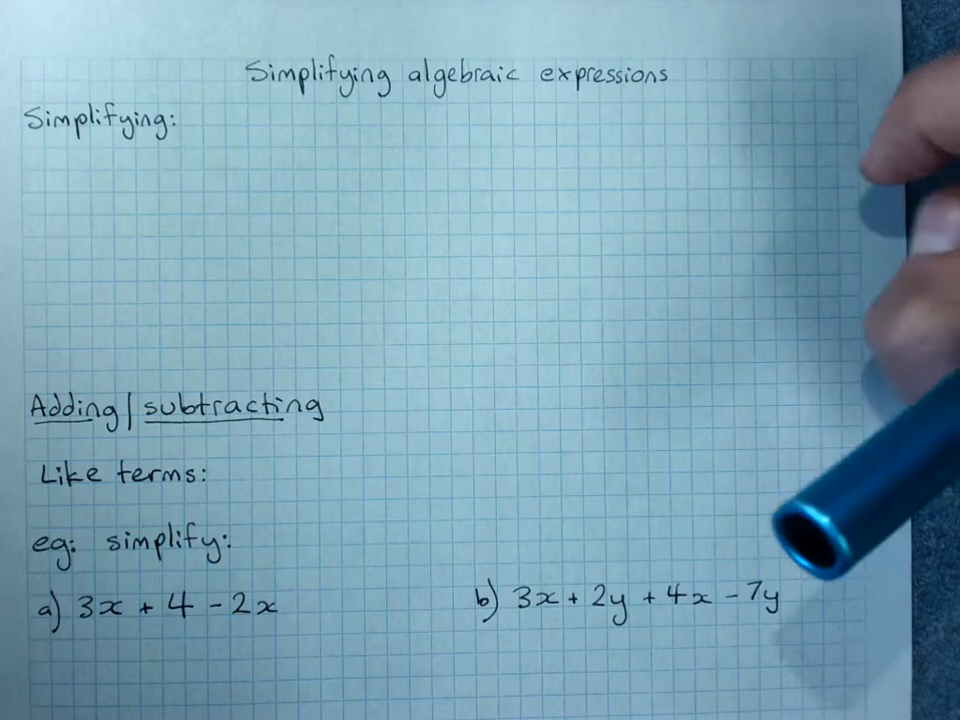 Simplifying algebraic expressions
Simplifying:
Adding/subtracting
Like terms:
eg: simplify:
a) 3x + 4 - 2x
b) 3x + 2y + 4x - 7y